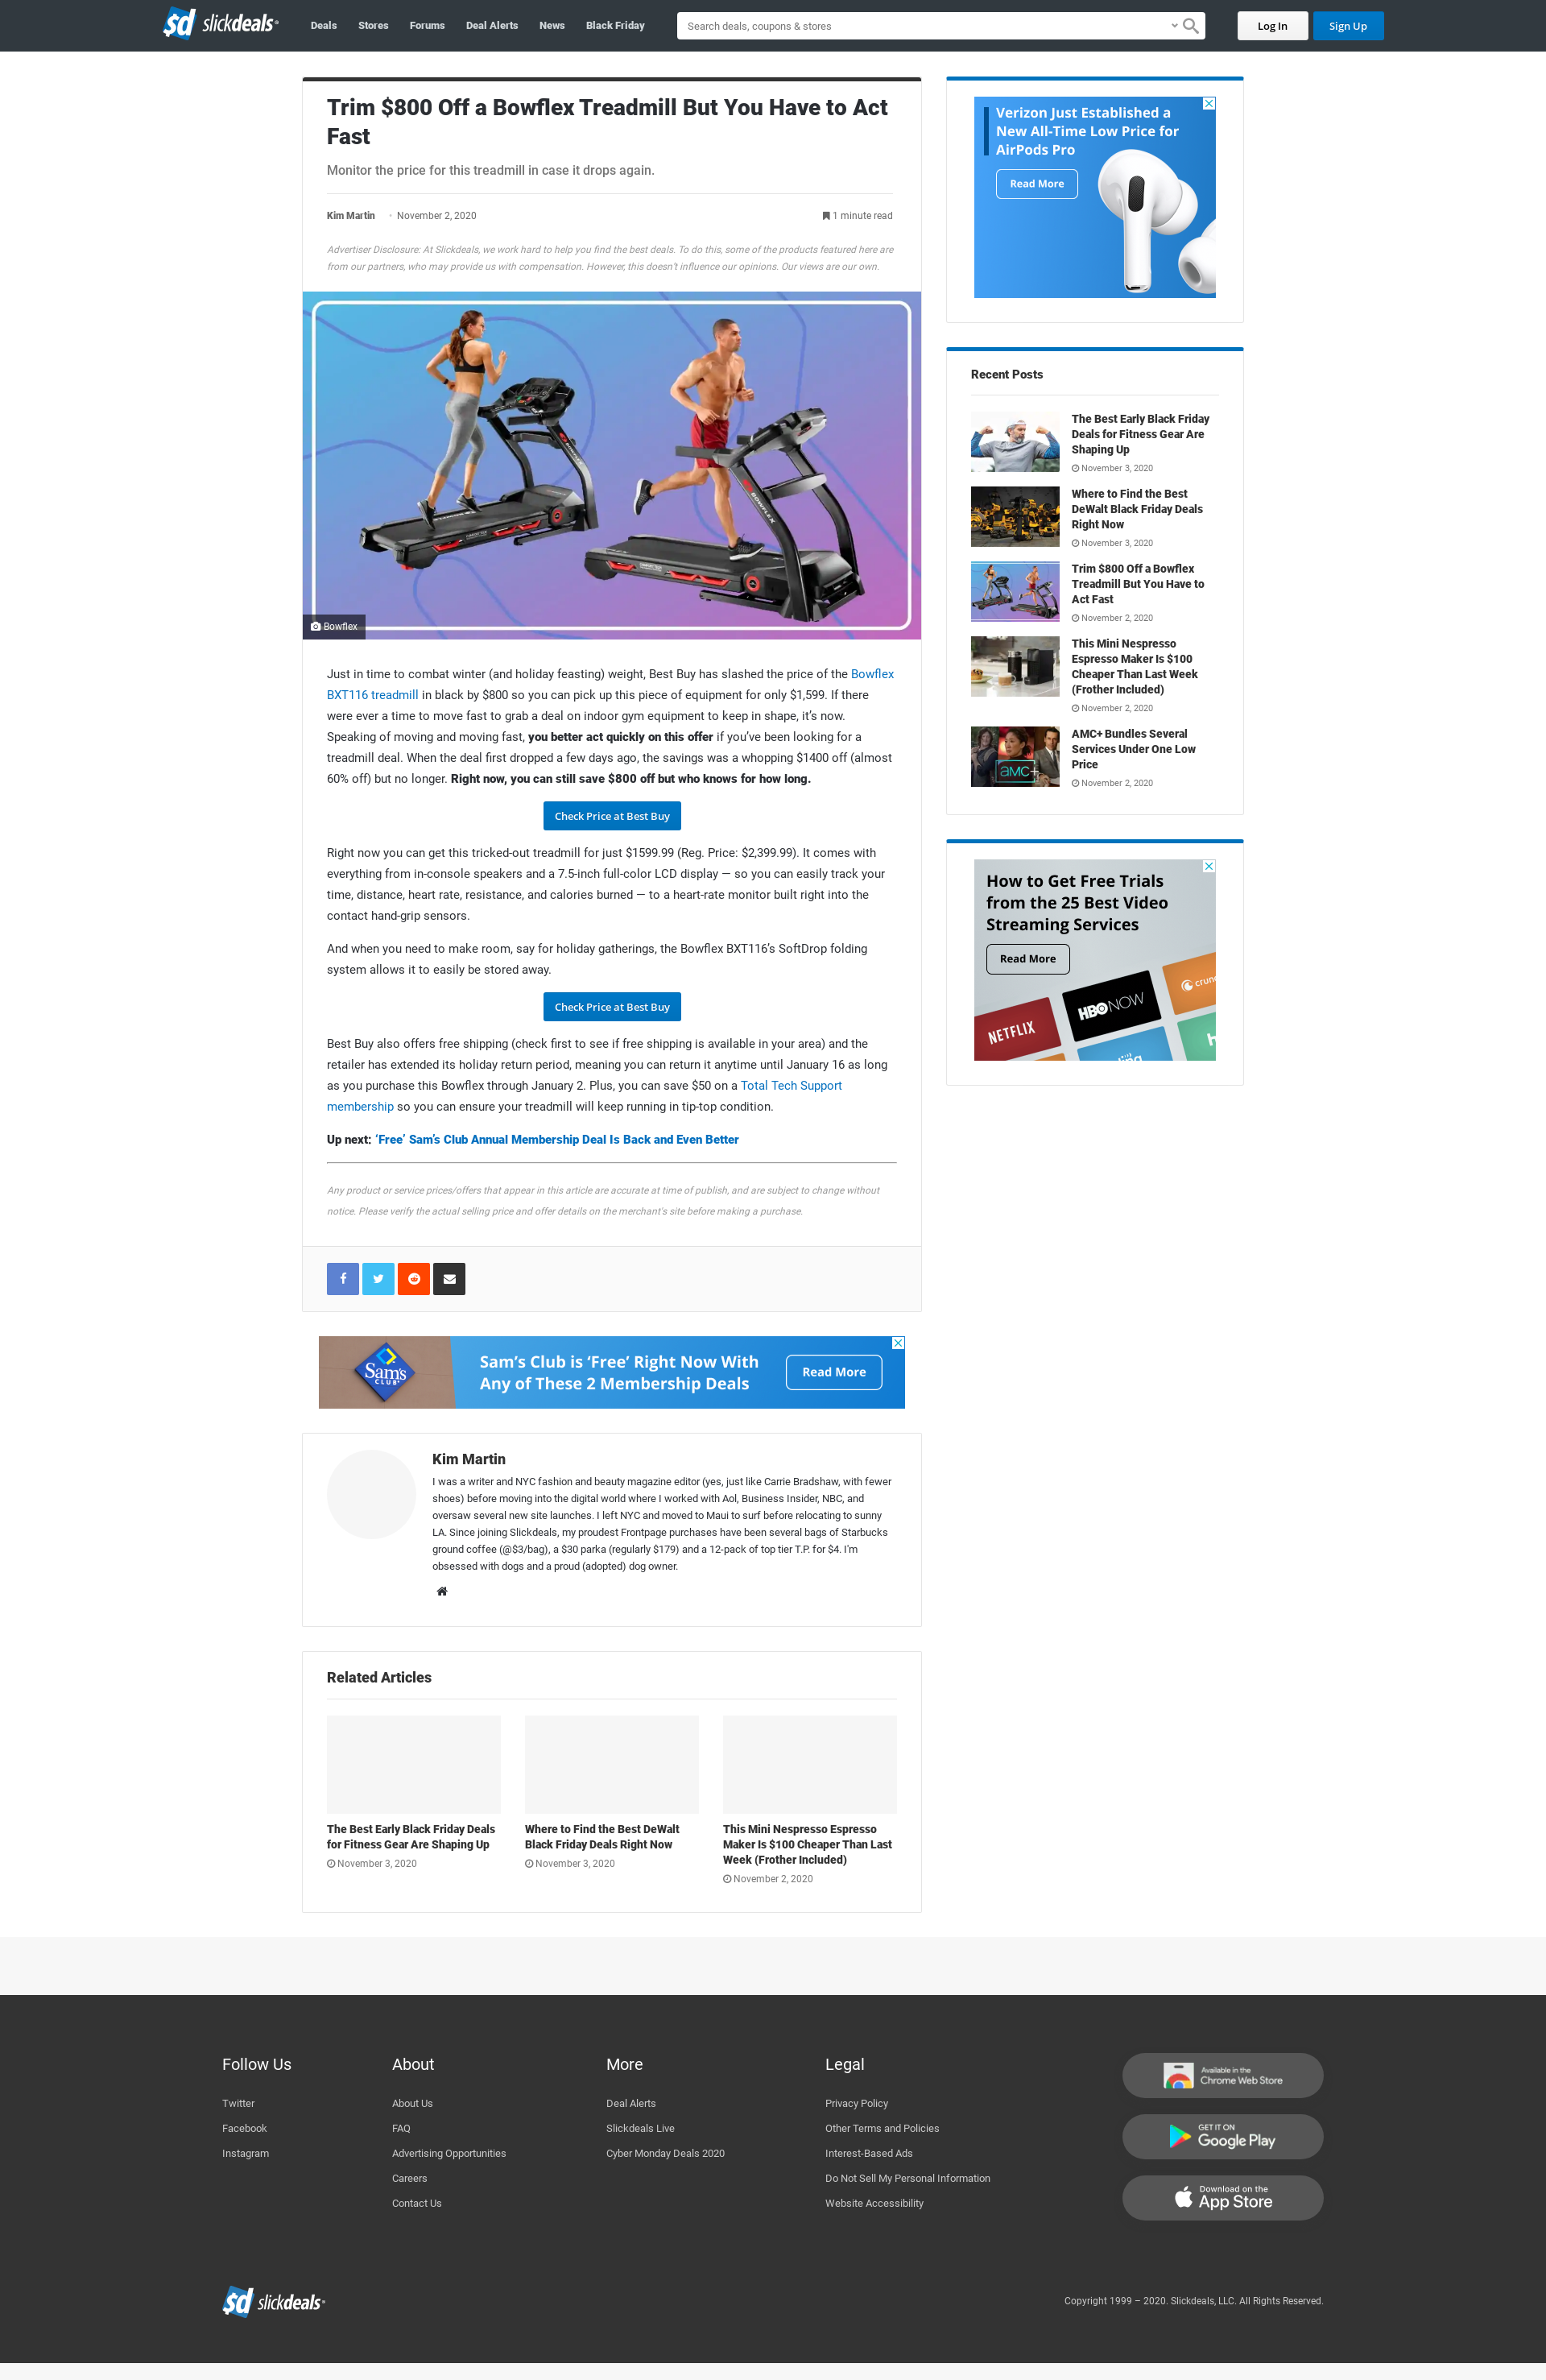 sd slickdeals
Deals
Stores
Forums
Deal Alerts
News
Black Friday
Search deals, coupons & stores
Log In
Sign Up
Trim $800 Off a Bowflex Treadmill But You Have to Act
Fast
Monitor the price for this treadmill in case it drops again.
Kim Martin
November 2, 2020
1 minute read
Advertiser Disclosure: At Slickdeals, we work hard to help you find the best deals. To do this, some of the products featured here are
from our partners, who may provide us with compensation. However, this doesn't influence our opinions. Our views are our own.
BOWFLEX
Bowflex
Just in time to combat winter (and holiday feasting) weight, Best Buy has slashed the price of the Bowflex
BXT116 treadmill in black by $800 so you can pick up this piece of equipment for only $1,599. If there
were ever a time to move fast to grab a deal on indoor gym equipment to keep in shape, it’s now.
Speaking of moving and moving fast, you better act quickly on this offer if you’ve been looking for a
treadmill deal. When the deal first dropped a few days ago, the savings was a whopping $1400 off (almost
60% off) but no longer. Right now, you can still save $800 off but who knows for how long.
Check Price at Best Buy
Right now you can get this tricked-out treadmill for just $1599.99 (Reg. Price: $2,399.99). It comes with
everything from in-console speakers and a 7.5-inch full-color LCD display — so you can easily track your
time, distance, heart rate, resistance, and calories burned — to a heart-rate monitor built right into the
contact hand-grip sensors.
And when you need to make room, say for holiday gatherings, the Bowflex BXT116’s SoftDrop folding
system allows it to easily be stored away.
Check Price at Best Buy
Best Buy also offers free shipping (check first to see if free shipping is available in your area) and the
retailer has extended its holiday return period, meaning you can return it anytime until January 16 as long
as you purchase this Bowflex through January 2. Plus, you can save $50 on a Total Tech Support
membership so you can ensure your treadmill will keep running in tip-top condition.
Up next: ‘Free’ Sam’s Club Annual Membership Deal Is Back and Even Better
Any product or service prices/offers that appear in this article are accurate at time of publish, and are subject to change without
notice. Please verify the actual selling price and offer details on the merchant's site before making a purchase.
Sam's
CLUB
Sam’s Club is ‘Free’ Right Now With
Any of These 2 Membership Deals
Read More
Kim Martin
I was a writer and NYC fashion and beauty magazine editor (yes, just like Carrie Bradshaw, with fewer
shoes) before moving into the digital world where I worked with Aol, Business Insider, NBC, and
oversaw several new site launches. I left NYC and moved to Maui to surf before relocating to sunny
LA. Since joining Slickdeals, my proudest Frontpage purchases have been several bags of Starbucks
ground coffee (@$3/bag), a $30 parka (regularly $179) and a 12-pack of top tier T.P. for $4. I'm
obsessed with dogs and a proud (adopted) dog owner.
Related Articles
The Best Early Black Friday Deals
for Fitness Gear Are Shaping Up
November 3, 2020
Where to Find the Best DeWalt
Black Friday Deals Right Now
November 3, 2020
This Mini Nespresso Espresso
Maker Is $100 Cheaper Than Last
Week (Frother Included)
November 2, 2020
Verizon Just Established a
New All-Time Low Price for
AirPods Pro
Read More
Recent Posts
The Best Early Black Friday
Deals for Fitness Gear Are
Shaping Up
November 3, 2020
Where to Find the Best
DeWalt Black Friday Deals
Right Now
November 3, 2020
Trim $800 Off a Bowflex
Treadmill But You Have to
Act Fast
November 2, 2020
This Mini Nespresso
Espresso Maker Is $100
Cheaper Than Last Week
(Frother Included)
November 2, 2020
amc+
AMC+ Bundles Several
Services Under One Low
Price
November 2, 2020
How to Get Free Trials
from the 25 Best Video
Streaming Services
Read More
NETFLIX
HBO NOW
Follow Us
Twitter
Facebook
Instagram
About
About Us
FAQ
Advertising Opportunities
Careers
Contact Us
More
Deal Alerts
Slickdeals Live
Cyber Monday Deals 2020
Legal
Privacy Policy
Other Terms and Policies
Interest-Based Ads
Do Not Sell My Personal Information
Website Accessibility
Available in the
Chrome Web Store
GET IT ON
Google Play
Download on the
App Store
sd slickdeals
Copyright 1999 – 2020. Slickdeals, LLC. All Rights Reserved.